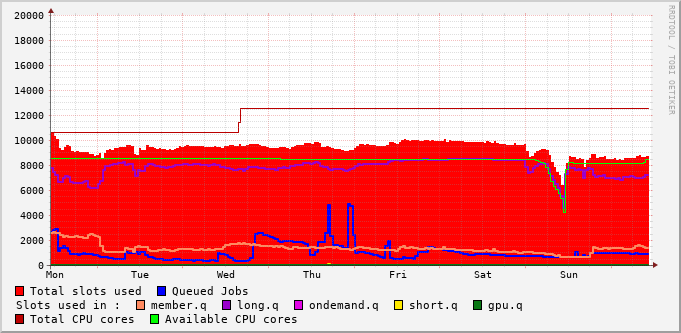 20000
18000
16000
14000
12000
10000
8000
6000
4000
2000
0
Mon Tue Wed Thu Fri Sat Sun
Total slots used Queued Jobs
Slots used in : member.q long.q ondemand.q short.q gpu.q
Total CPU cores Available CPU cores
RRDTOOL / TOBI OETIKER